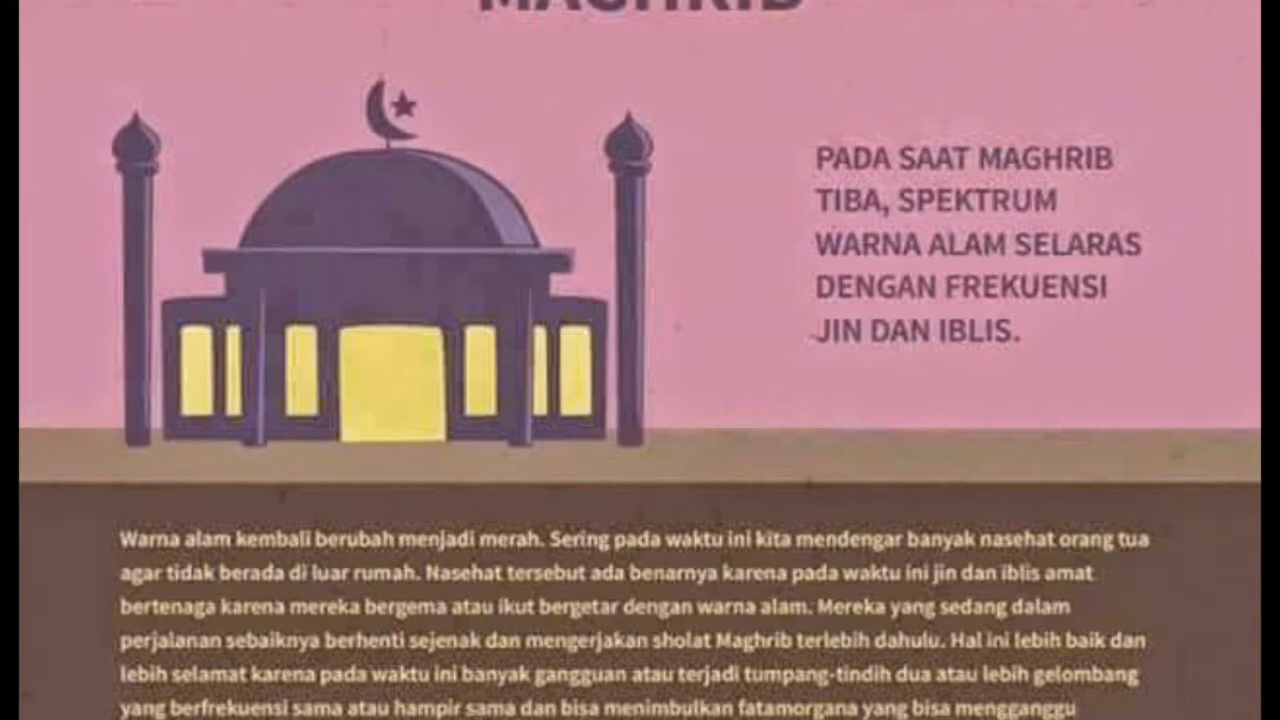 MAGHRIB
PADA SAAT MAGHRIB
TIBA, SPEKTRUM
WARNA ALAM SELARAS
DENGAN FREKUENSI
JIN DAN IBLIS.
Warna alam kembali berubah menjadi merah. Sering pada waktu ini kita mendengar banyak nasehat orang tua
agar tidak berada di luar rumah. Nasehat tersebut ada benarnya karena pada waktu ini jin dan iblis amat
bertenaga karena mereka bergema atau ikut bergetar dengan warna alam. Mereka yang sedang dalam
perjalanan sebaiknya berhenti sejenak dan mengerjakan sholat Maghrib terlebih dahulu. Hal ini lebih baik dan
lebih selamat karena pada waktu ini banyak gangguan atau terjadi tumpang-tindih dua atau lebih gelombang
yang berfrekuensi sama atau hampir sama dan bisa menimbulkan fatamorgana yang bisa mengganggu